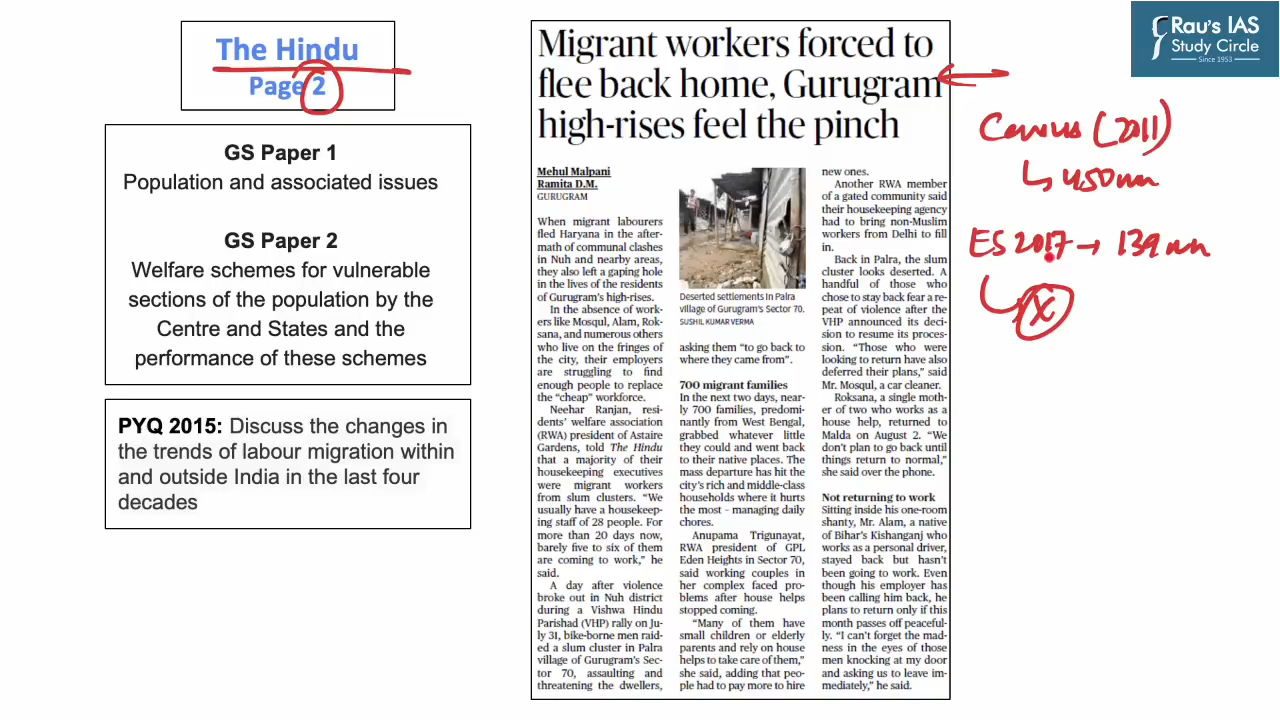 The Hindu
Page 2
GS Paper 1
Population and associated issues
GS Paper 2
Welfare schemes for vulnerable
sections of the population by the
Centre and States and the
performance of these schemes
PYQ 2015: Discuss the changes in
the trends of labour migration within
and outside India in the last four
decades
Migrant workers forced to
flee back home, Gurugram
high-rises feel the pinch
Mehul Malpani
Ramita D.M.
GURUGRAM
When migrant labourers
fled Haryana in the after-
math of communal clashes
in Nuh and nearby areas,
they also left a gaping hole
in the lives of the residents
of Gurugram's high-rises.
In the absence of work-
ers like Mosqul, Alam, Rok-
sana, and numerous others
who live on the fringes of
the city, their employers
are struggling to find
enough people to replace
the "cheap" workforce.
Neehar Ranjan, resi-
dents' welfare association
(RWA) president of Astaire
Gardens, told The Hindu
that a majority of their
housekeeping executives
were migrant workers
from slum clusters. "We
usually have a housekeep-
ing staff of 28 people. For
more than 20 days now,
barely five to six of them
are coming to work," he
said.
A day after violence
broke out in Nuh district
during a Vishwa Hindu
Parishad (VHP) rally on Ju-
ly 31, bike-borne men raid-
ed a slum cluster in Palra
village of Gurugram's Sec-
tor 70, assaulting and
threatening the dwellers,
Deserted settlements in Palra
village of Gurugram's Sector 70.
SUSHIL KUMAR VERMA
asking them "to go back to
where they came from".
700 migrant families
In the next two days, near-
ly 700 families, predomi-
nantly from West Bengal,
grabbed whatever little
they could and went back
to their native places. The
mass departure has hit the
city's rich and middle-class
households where it hurts
the most – managing daily
chores.
Anupama Trigunayat,
RWA president of GPL
Eden Heights in Sector 70,
said working couples in
her complex faced pro-
blems after house helps
stopped coming.
"Many of them have
small children or elderly
parents and rely on house
helps to take care of them,"
she said, adding that peo-
ple had to pay more to hire
new ones.
Another RWA member
of a gated community said
their housekeeping agency
had to bring non-Muslim
workers from Delhi to fill
in.
Back in Palra, the slum
cluster looks deserted. A
handful of those who
chose to stay back fear a re-
peat of violence after the
VHP announced its deci-
sion to resume its proces-
sion. "Those who were
looking to return have also
deferred their plans," said
Mr. Mosqul, a car cleaner.
Roksana, a single moth-
er of two who works as a
house help, returned to
Malda on August 2. "We
don't plan to go back until
things return to normal,"
she said over the phone.
Not returning to work
Sitting inside his one-room
shanty, Mr. Alam, a native
of Bihar's Kishanganj who
works as a personal driver,
stayed back but hasn't
been going to work. Even
though his employer has
been calling him back, he
plans to return only if this
month passes off peaceful-
ly. "I can't forget the mad-
ness in the eyes of those
men knocking at my door
and asking us to leave im-
mediately," he said.
Rau's IAS
Study Circle
Since 1953
Census (2011)
450 mn
ES 2017 → 139 mn
X